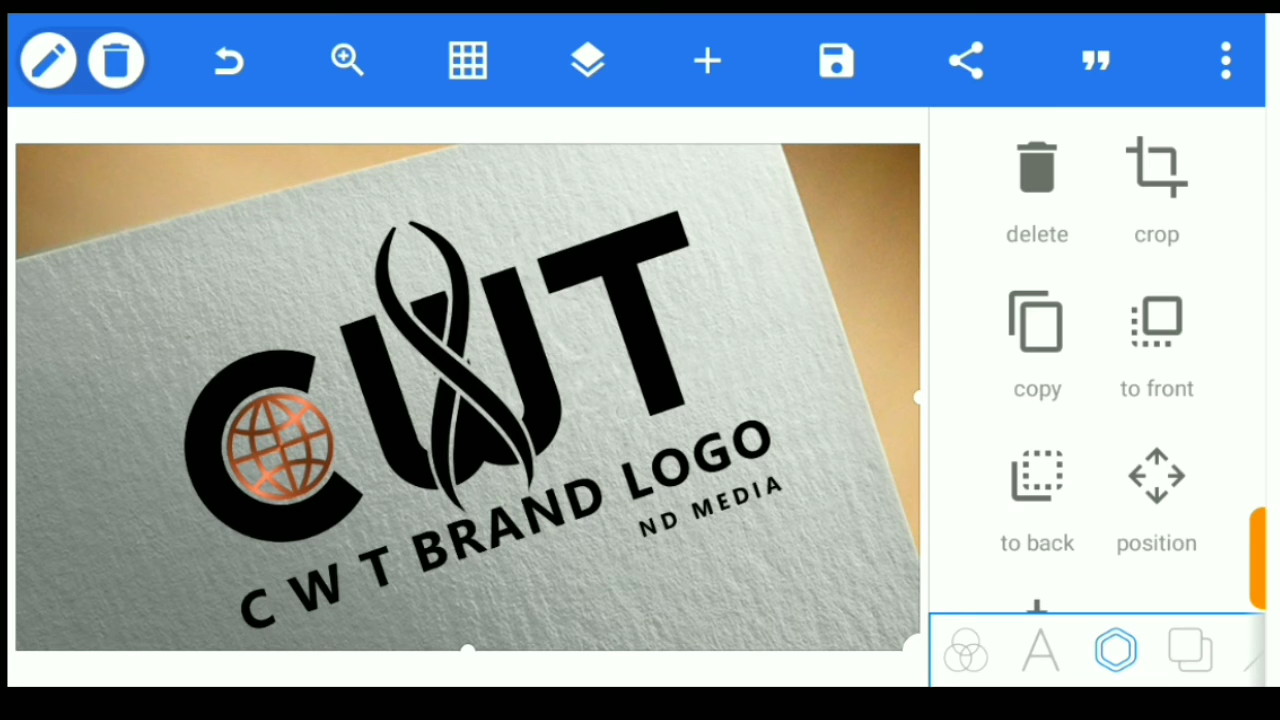 CWT
C W T BRAND LOGO
ND MEDIA
delete
crop
copy
to front
to back
position